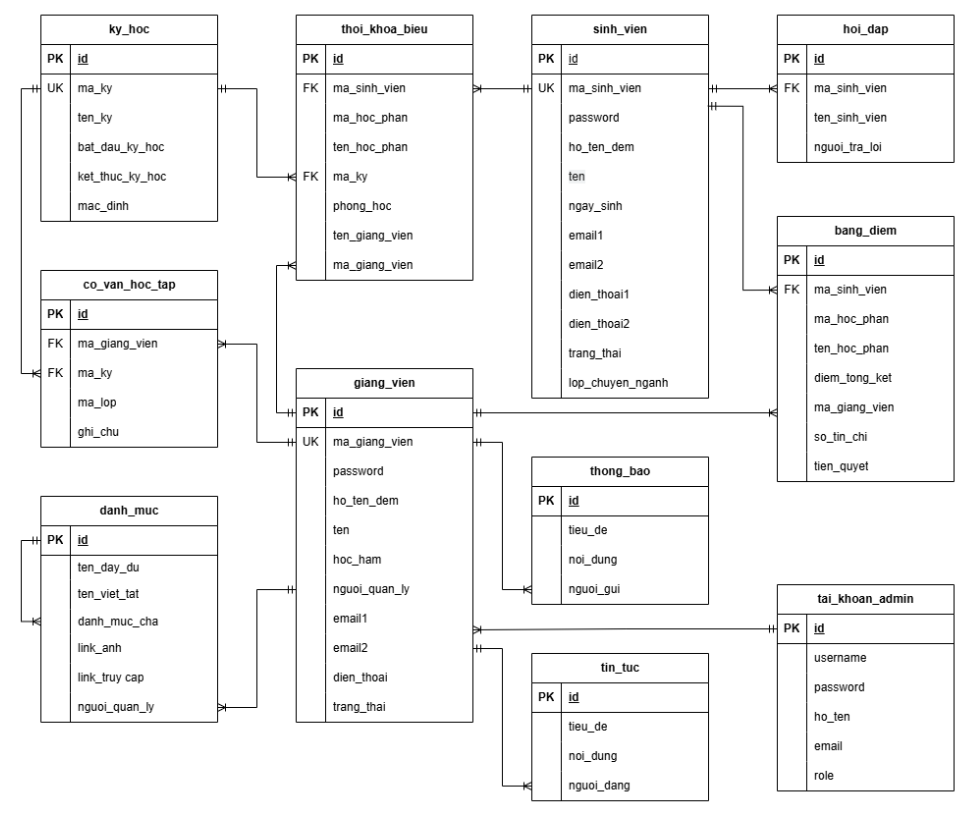 ky_hoc
PK id
UK ma_ky
ten_ky
bat_dau_ky_hoc
ket_thuc_ky_hoc
mac_dinh
thoi_khoa_bieu
PK id
FK ma_sinh_vien
ma_hoc_phan
ten_hoc_phan
FK ma_ky
phong_hoc
ten_giang_vien
ma_giang_vien
sinh_vien
PK id
UK ma_sinh_vien
password
ho_ten_dem
ten
ngay_sinh
email1
email2
dien_thoai1
dien_thoai2
trang_thai
lop_chuyen_nganh
hoi_dap
PK id
FK ma_sinh_vien
ten_sinh_vien
nguoi_tra_loi
bang_diem
PK id
FK ma_sinh_vien
ma_hoc_phan
ten_hoc_phan
diem_tong_ket
ma_giang_vien
so_tin_chi
tien_quyet
co_van_hoc_tap
PK id
FK ma_giang_vien
FK ma_ky
ma_lop
ghi_chu
giang_vien
PK id
UK ma_giang_vien
password
ho_ten_dem
ten
hoc_ham
nguoi_quan_ly
email1
email2
dien_thoai
trang_thai
thong_bao
PK id
tieu_de
noi_dung
nguoi_gui
danh_muc
PK id
ten_day_du
ten_viet_tat
danh_muc_cha
link_anh
link_truy cap
nguoi_quan_ly
tin_tuc
PK id
tieu_de
noi_dung
nguoi_dang
tai_khoan_admin
PK id
username
password
ho_ten
email
role